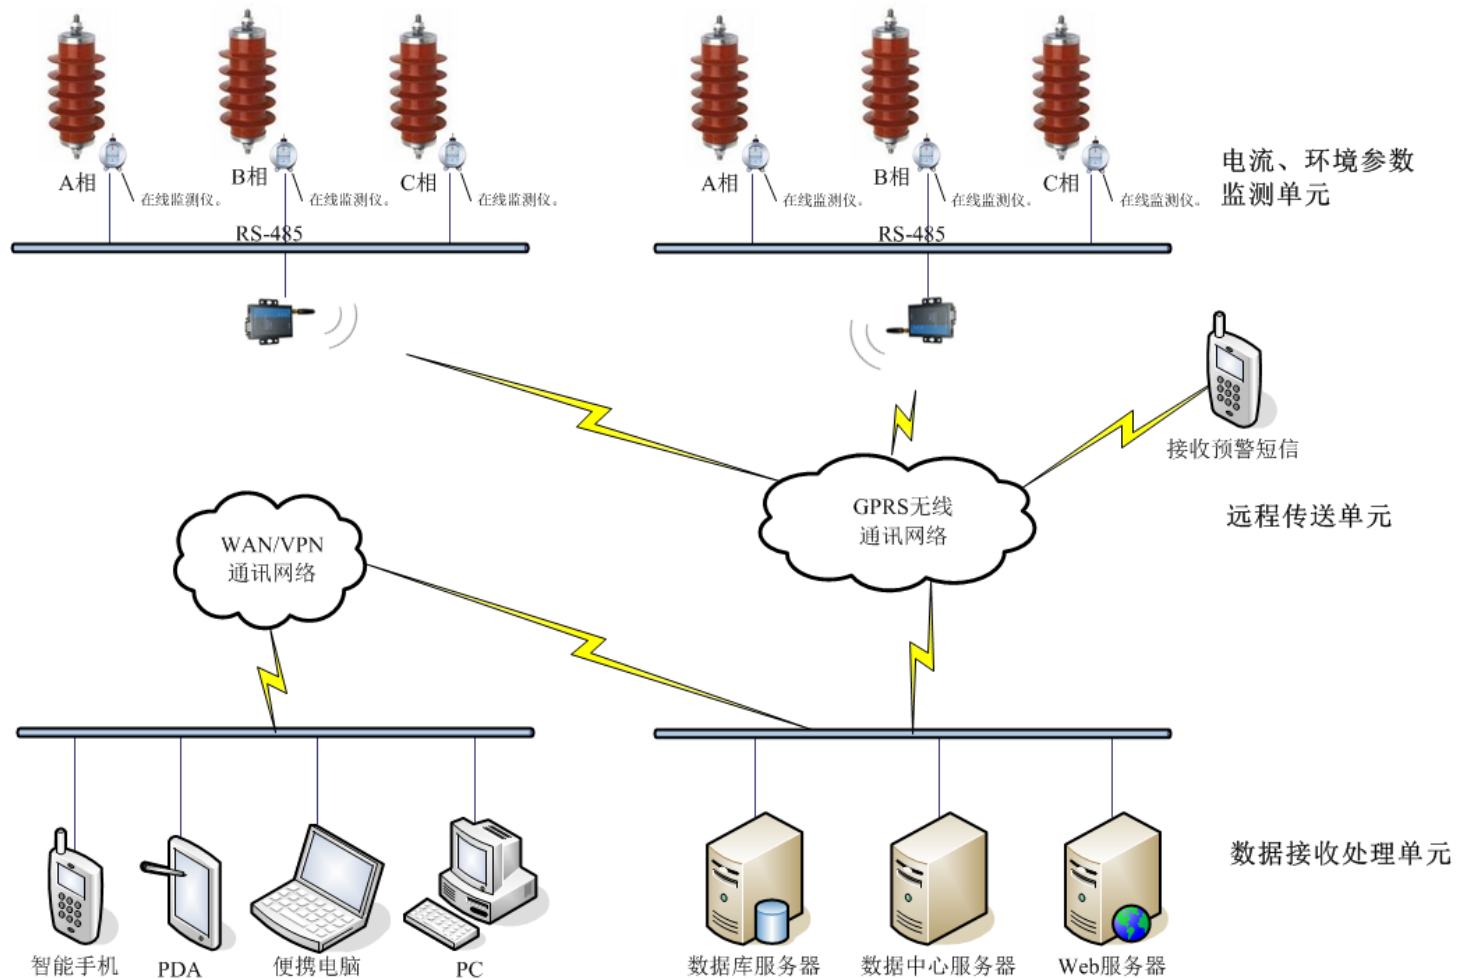 A相
B相
C相
在线监测仪。
在线监测仪。
在线监测仪。
RS-485
A相
B相
C相
在线监测仪。
在线监测仪。
在线监测仪。
RS-485
电流、环境参数
监测单元
接收预警短信
GPRS无线
通讯网络
远程传送单元
WAN/VPN
通讯网络
数据接收处理单元
智能手机
PDA
便携电脑
PC
数据库服务器
数据中心服务器
Web服务器